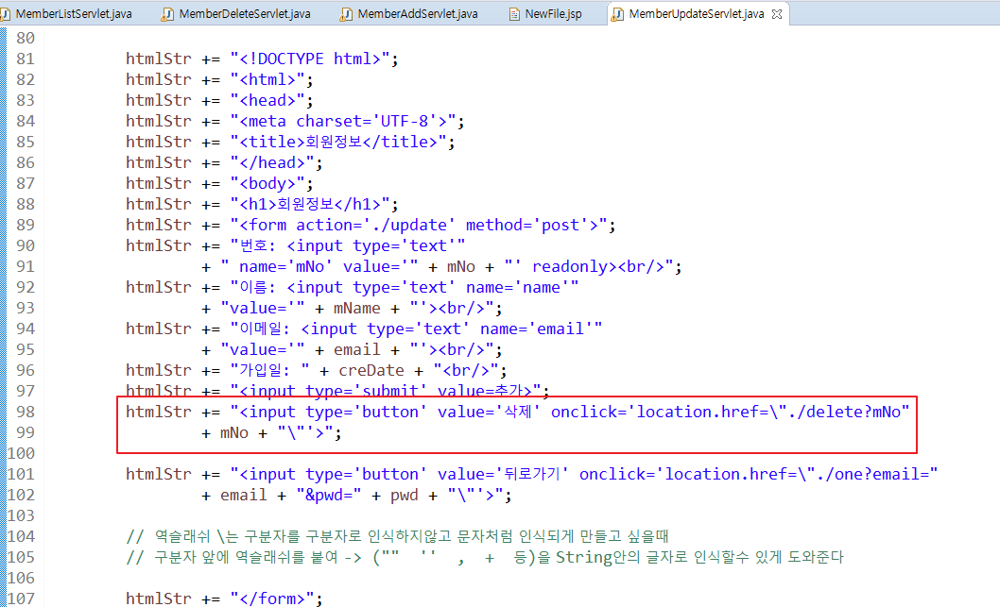 MemberListServlet.java MemberDeleteServlet.java MemberAddServlet.java NewFile.jsp MemberUpdateServlet.java
80
81 htmlStr += "<!DOCTYPE html>";
82 htmlStr += "<html>";
83 htmlStr += "<head>";
84 htmlStr += "<meta charset='UTF-8'>";
85 htmlStr += "<title>회원정보</title>";
86 htmlStr += "</head>";
87 htmlStr += "<body>";
88 htmlStr += "<h1>회원정보</h1>";
89 htmlStr += "<form action='./update' method='post'>";
90 htmlStr += "번호: <input type='text'"
91 + " name='mNo' value='" + mNo + "' readonly><br/>";
92 htmlStr += "이름: <input type='text' name='name'"
93 + "value='" + mName + "'><br/>";
94 htmlStr += "이메일: <input type='text' name='email'"
95 + "value='" + email + "'><br/>";
96 htmlStr += "가입일: " + creDate + "<br/>";
97 htmlStr += "<input type='submit' value=추가>";
98 htmlStr += "<input type='button' value='삭제' onclick='location.href=\"./delete?mNo"
99 + mNo + "\"'>";
100
101 htmlStr += "<input type='button' value='뒤로가기' onclick='location.href=\"./one?email="
102 + email + "&pwd=" + pwd + "\"'>";
103
104 // 역슬래쉬 \는 구분자를 구분자로 인식하지않고 문자처럼 인식되게 만들고 싶을때
105 // 구분자 앞에 역슬래쉬를 붙여 -> ("" '' , + 등)을 String안의 글자로 인식할수 있게 도와준다
106
107 htmlStr += "</form>";